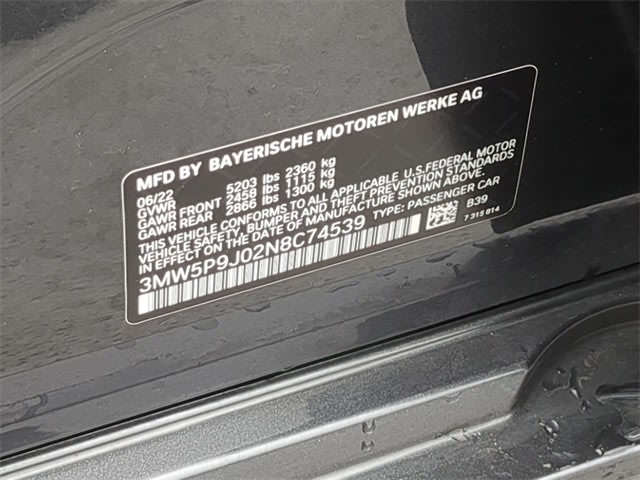 MFD BY BAYERISCHE MOTOREN WERKE AG
06/22
GVWR 5203 lbs 2360 kg
GAWR FRONT 2458 lbs 1115 kg
GAWR REAR 2866 lbs 1300 kg
THIS VEHICLE CONFORMS TO ALL APPLICABLE U.S.FEDERAL MOTOR
VEHICLE SAFETY, BUMPER AND THEFT PREVENTION STANDARDS
IN EFFECT ON THE DATE OF MANUFACTURE SHOWN ABOVE.
3MW5P9J02N8C74539 TYPE: PASSENGER CAR
B39
7 315 814